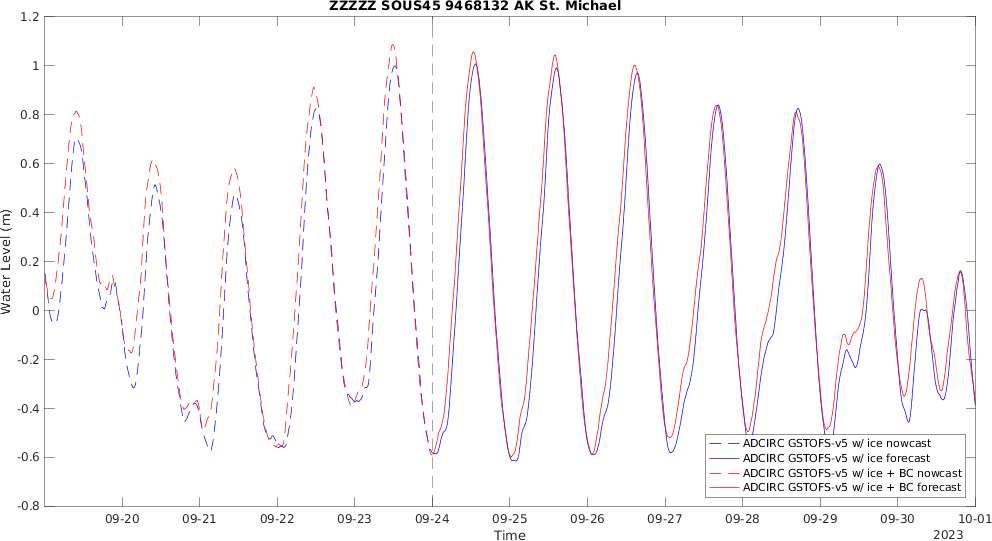 ZZZZZ SOUS45 9468132 AK St. Michael
1.2
1
0.8
0.6
0.4
0.2
0
-0.2
-0.4
-0.6
-0.8
Water Level (m)
ADCIRC GSTOFS-v5 w/ ice nowcast
ADCIRC GSTOFS-v5 w/ ice forecast
ADCIRC GSTOFS-v5 w/ ice + BC nowcast
ADCIRC GSTOFS-v5 w/ ice + BC forecast
09-20 09-21 09-22 09-23 09-24 09-25 09-26 09-27 09-28 09-29 09-30 10-01
Time
2023